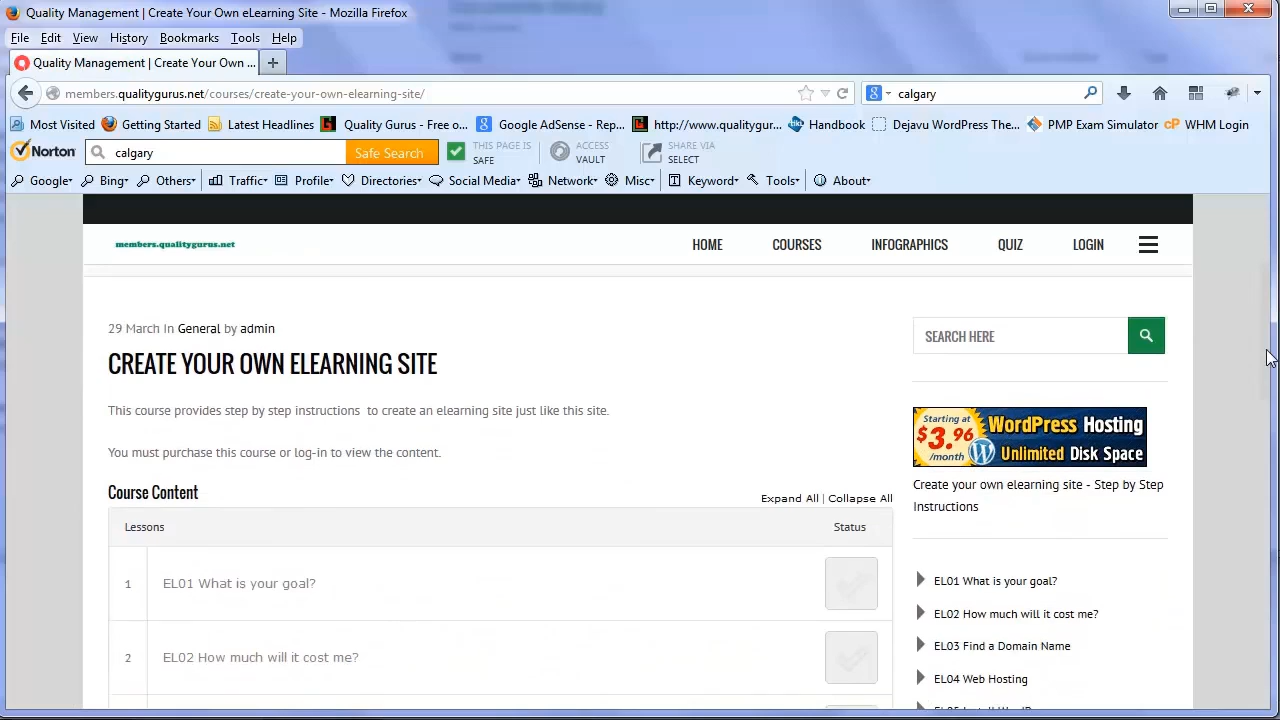 Quality Management | Create Your Own eLearning Site - Mozilla Firefox
File Edit View History Bookmarks Tools Help
Quality Management | Create Your Own ... +
members.qualitygurus.net/courses/create-your-own-elearning-site/ calgary
Most Visited Getting Started Latest Headlines Quality Gurus - Free o... Google AdSense - Rep... http://www.qualitygur... Handbook Dejavu WordPress The... PMP Exam Simulator cP WHM Login
Norton calgary Safe Search THIS PAGE IS SAFE ACCESS VAULT SHARE VIA SELECT
Google Bing Others Traffic Profile Directories Social Media Network Misc Keyword Tools About
members.qualitygurus.net HOME COURSES INFOGRAPHICS QUIZ LOGIN
29 March In General by admin
CREATE YOUR OWN ELEARNING SITE
This course provides step by step instructions to create an elearning site just like this site.
You must purchase this course or log-in to view the content.
Course Content
Expand All | Collapse All
Lessons Status
1 EL01 What is your goal?
2 EL02 How much will it cost me?
SEARCH HERE
Starting at $3.96 /month WordPress Hosting
Unlimited Disk Space
Create your own elearning site - Step by Step
Instructions
EL01 What is your goal?
EL02 How much will it cost me?
EL03 Find a Domain Name
EL04 Web Hosting